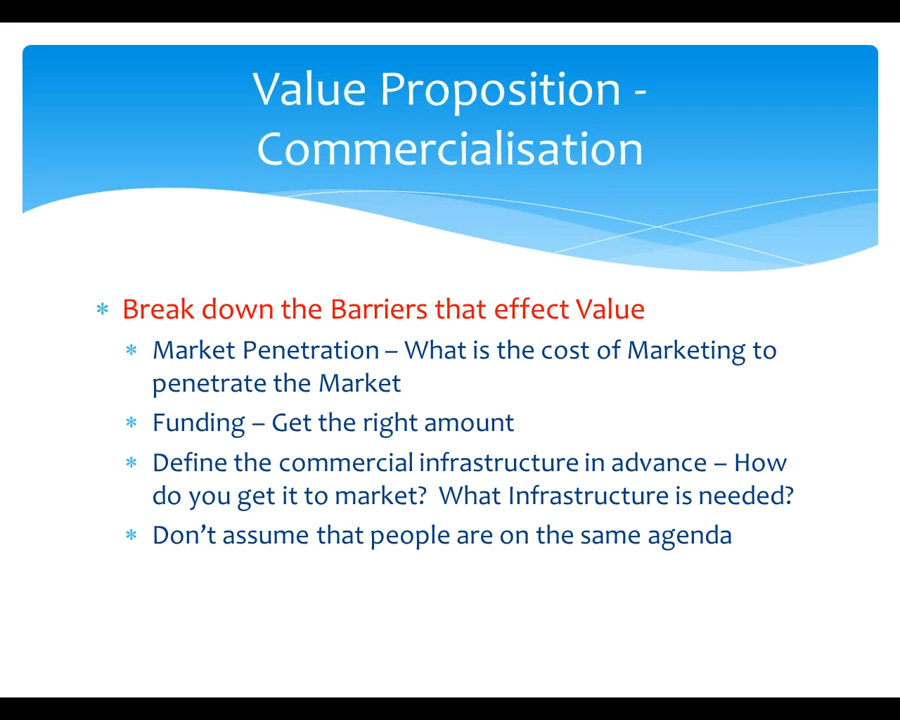 Value Proposition -
Commercialisation
* Break down the Barriers that effect Value
* Market Penetration – What is the cost of Marketing to
penetrate the Market
* Funding – Get the right amount
* Define the commercial infrastructure in advance – How
do you get it to market?  What Infrastructure is needed?
* Don’t assume that people are on the same agenda